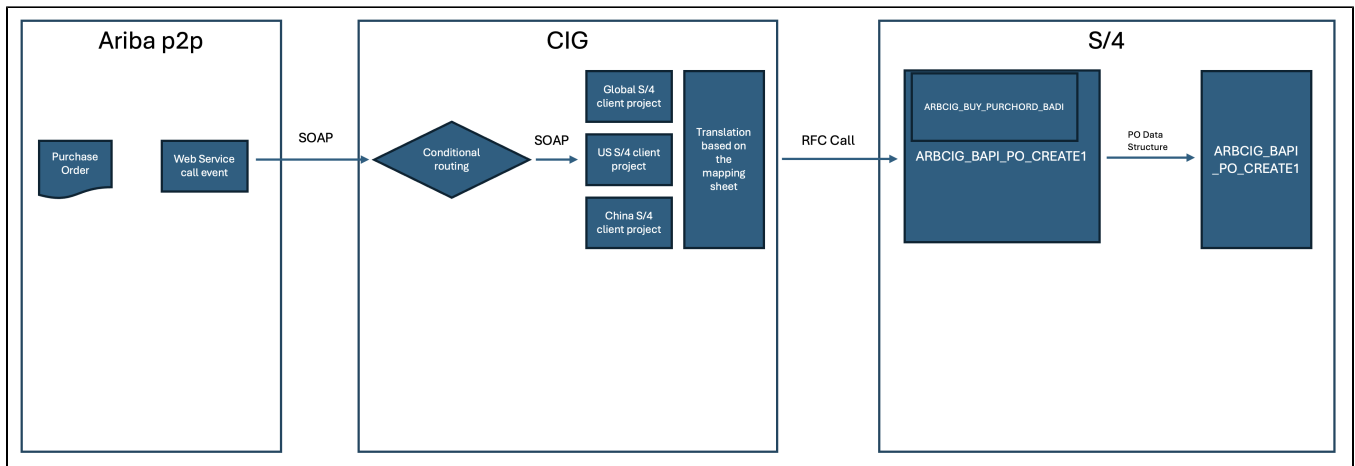 Ariba p2p
Purchase
Order
Web Service
call event
SOAP
CIG
Conditional
routing
SOAP
Global S/4
client project
US S/4 client
project
China S/4
client project
Translation
based on
the
mapping
sheet
RFC Call
S/4
ARBCIG_BUY_PURCHORD_BADI
ARBCIG_BAPI_PO_CREATE1
PO Data
Structure
ARBCIG_BAPI
_PO_CREATE1